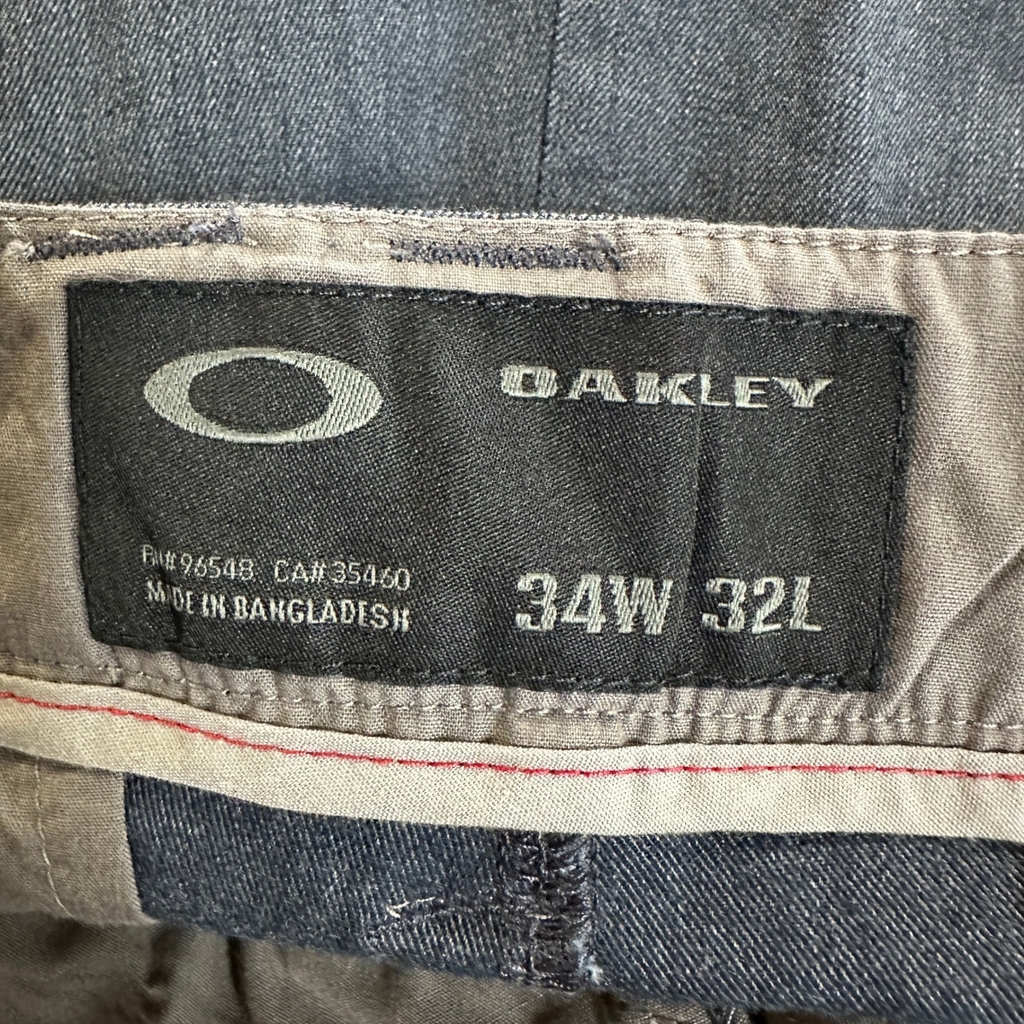 OAKLEY
RN#96548 CA#35460
MADE IN BANGLADESH
34W 32L